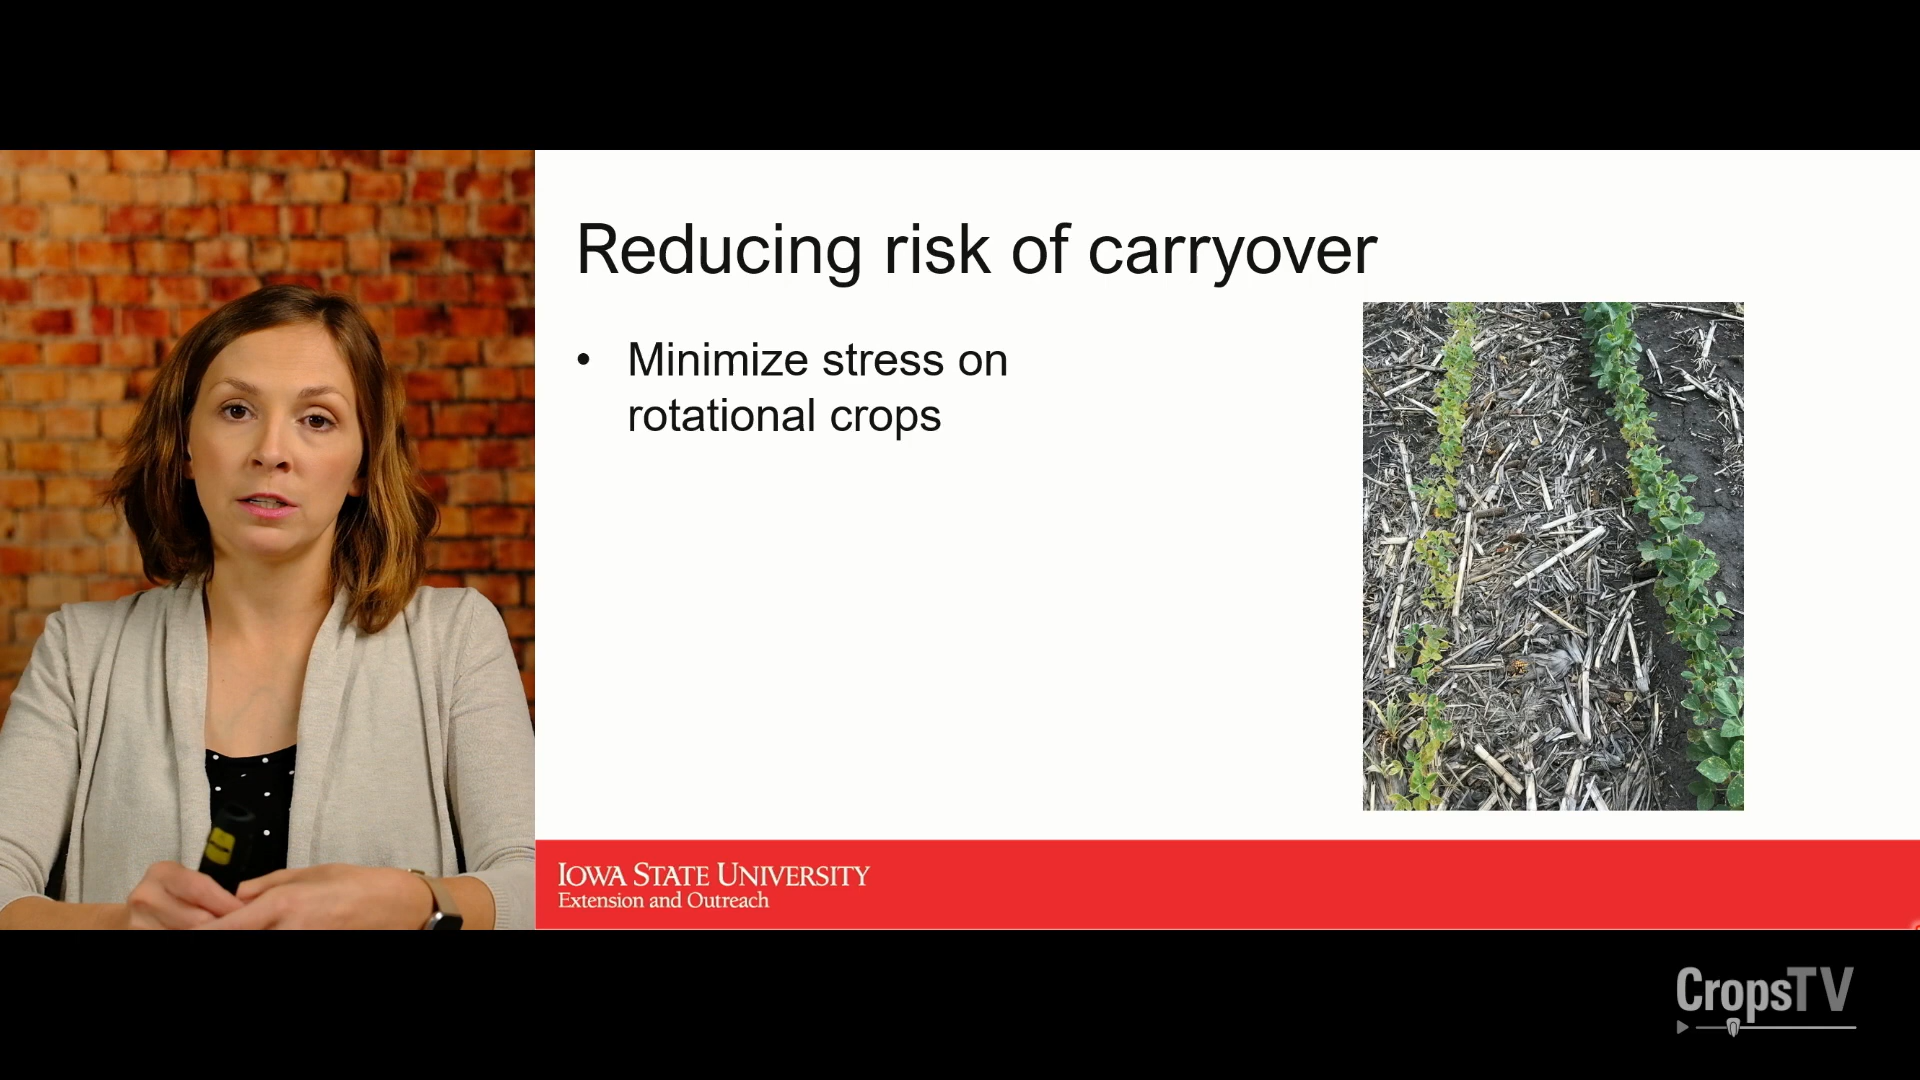 Reducing risk of carryover
• Minimize stress on
rotational crops
IOWA STATE UNIVERSITY
Extension and Outreach
CropsTV